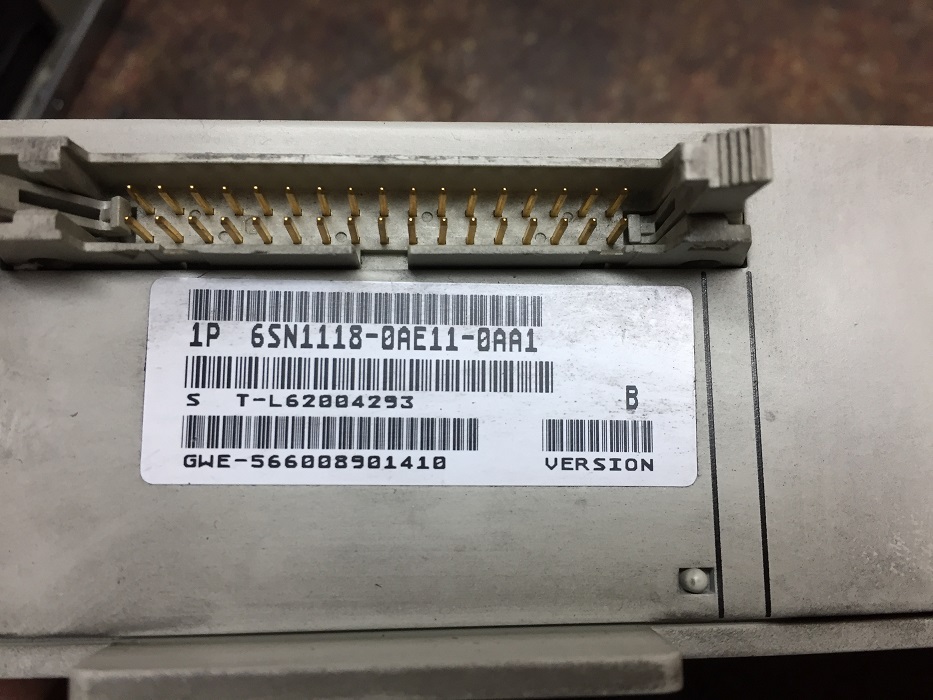 1P 6SN1118-0AE11-0AA1
S T-L62004293
B
GWE-566008901410
VERSION